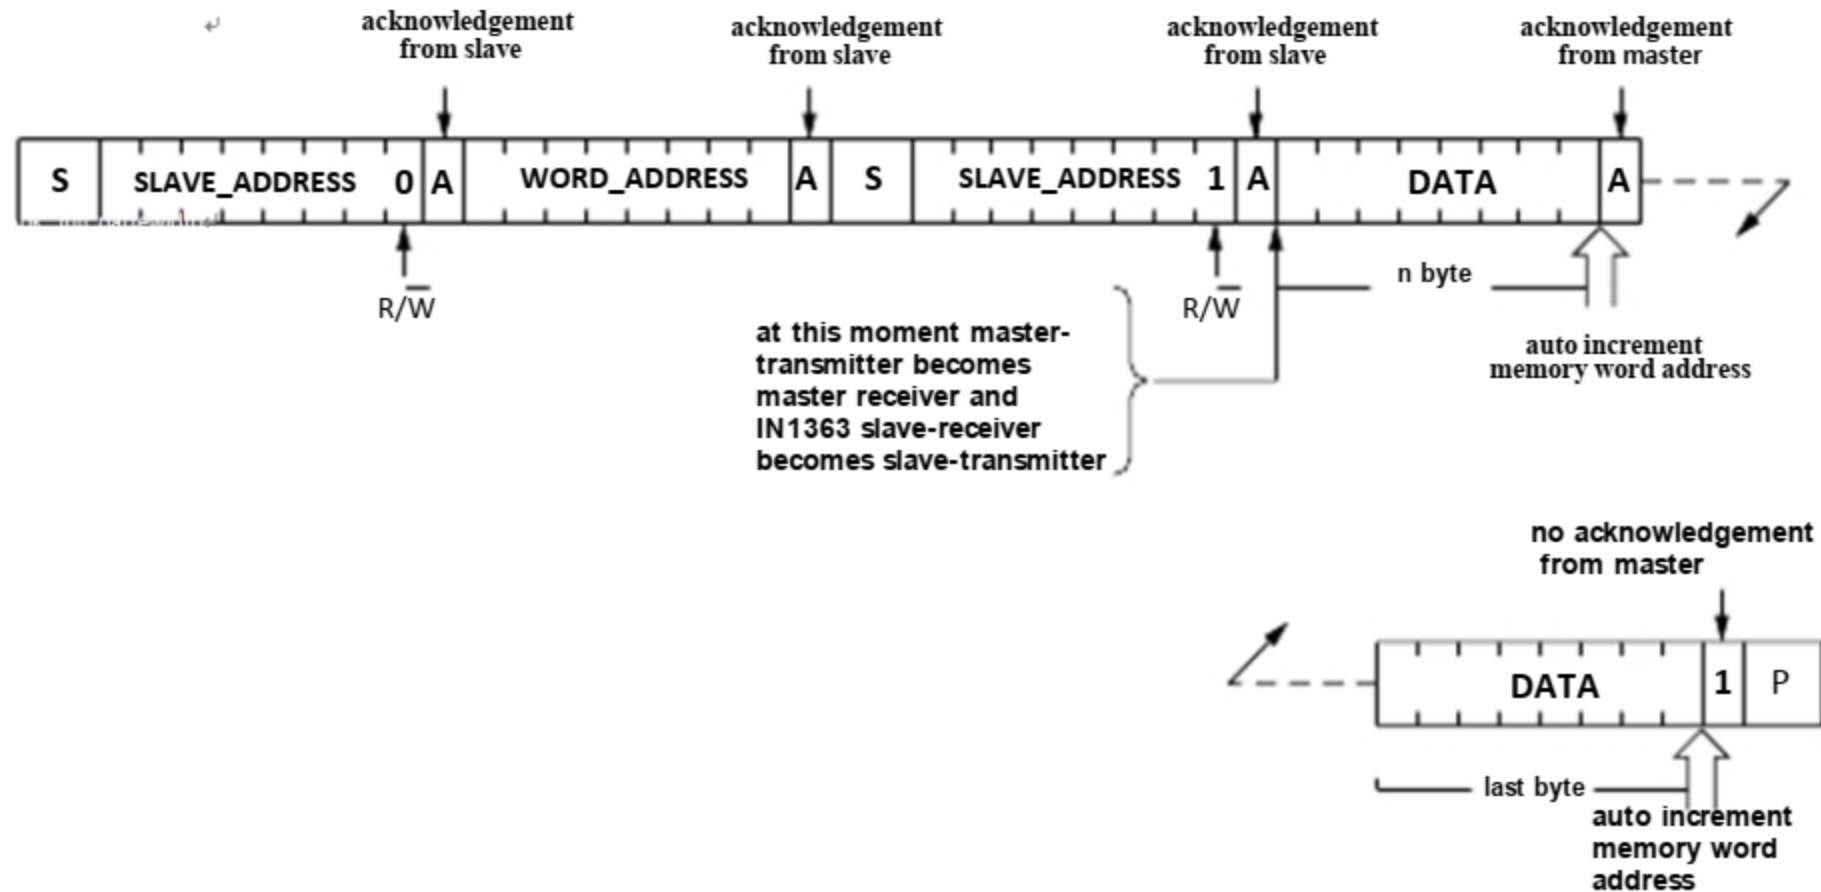 acknowledgement
from slave
acknowledgement
from slave
acknowledgement
from slave
acknowledgement
from master
S SLAVE_ADDRESS 0 A WORD_ADDRESS A S SLAVE_ADDRESS 1 A DATA A
R/W̅
R/W̅
n byte
at this moment master-
transmitter becomes
master receiver and
IN1363 slave-receiver
becomes slave-transmitter
auto increment
memory word address
no acknowledgement
from master
DATA 1 P
last byte
auto increment
memory word
address